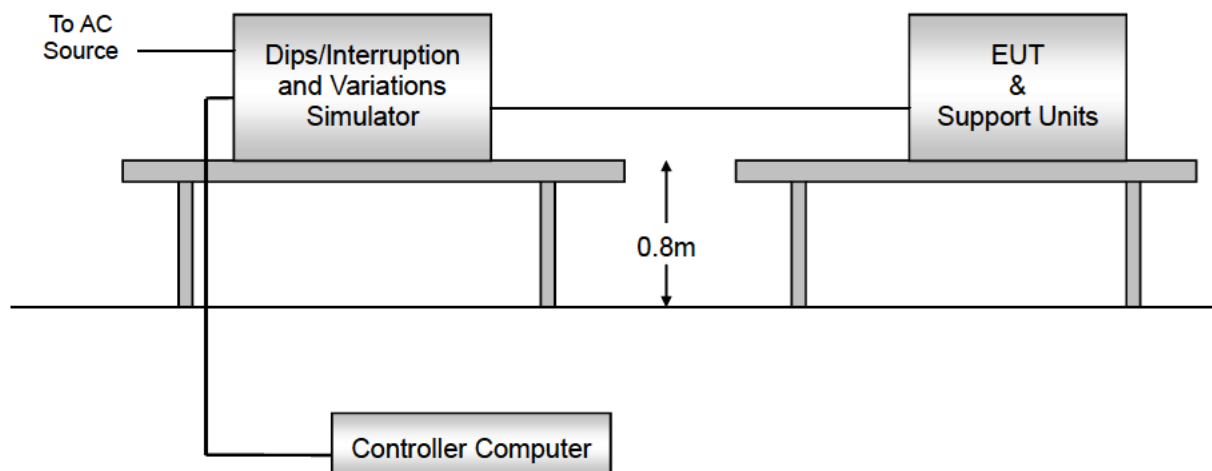 To AC
Source
Dips/Interruption
and Variations
Simulator
EUT
&
Support Units
0.8m
Controller Computer